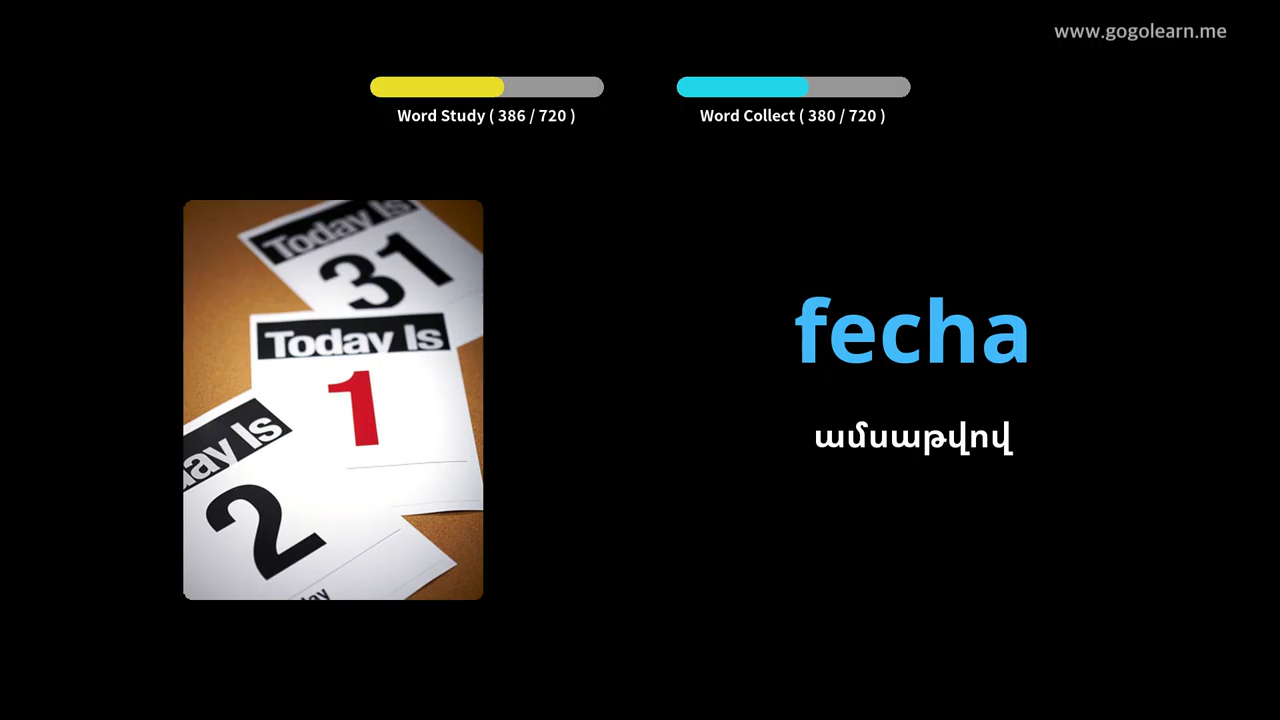 www.gogolearn.me
Word Study ( 386 / 720 )
Word Collect ( 380 / 720 )
Today Is
31
Today Is
1
ay Is
2
day
fecha
ամսաթվով